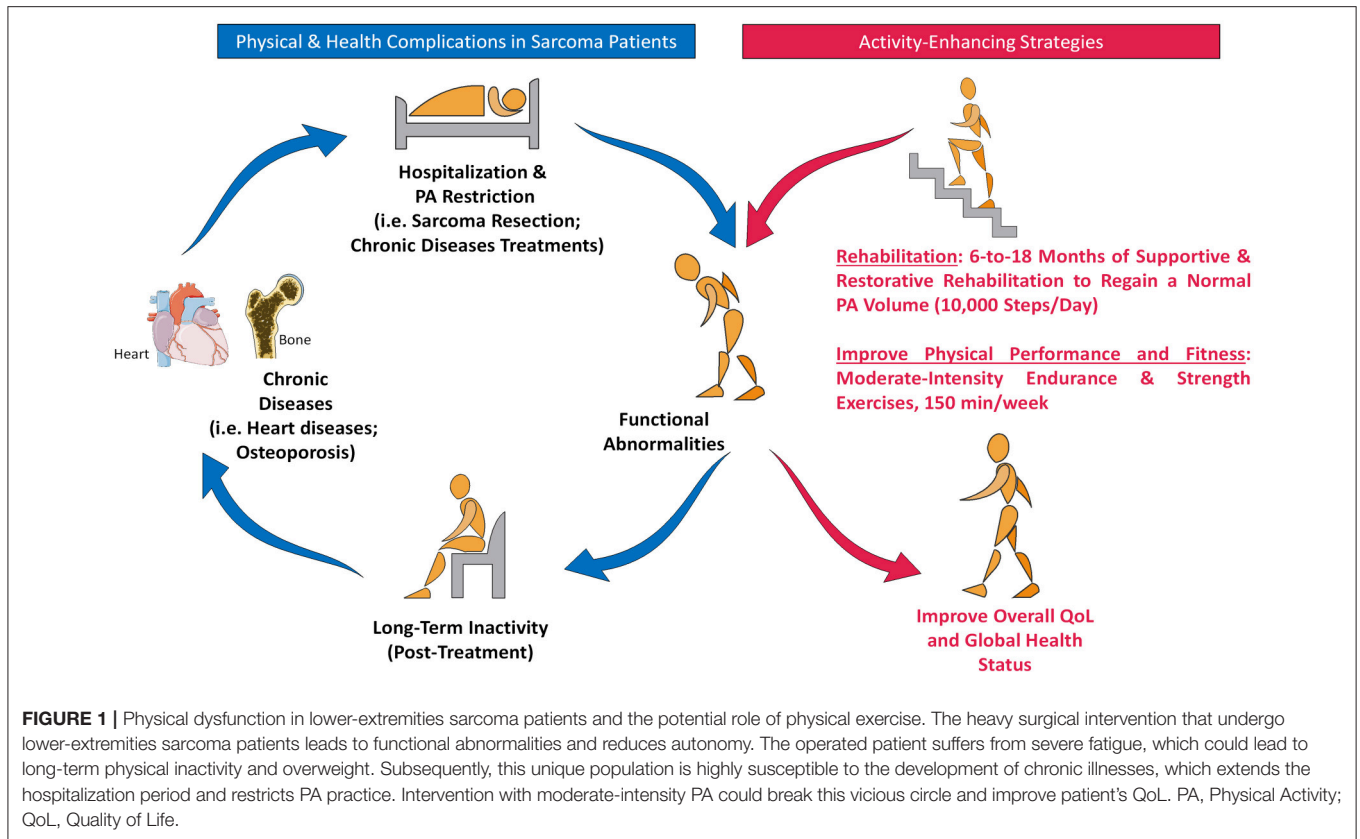 Physical & Health Complications in Sarcoma Patients
Activity-Enhancing Strategies
Hospitalization &
PA Restriction
(i.e. Sarcoma Resection;
Chronic Diseases Treatments)
Heart
Bone
Chronic
Diseases
(i.e. Heart diseases;
Osteoporosis)
Functional
Abnormalities
Long-Term Inactivity
(Post-Treatment)
Rehabilitation: 6-to-18 Months of Supportive &
Restorative Rehabilitation to Regain a Normal
PA Volume (10,000 Steps/Day)
Improve Physical Performance and Fitness:
Moderate-Intensity Endurance & Strength
Exercises, 150 min/week
Improve Overall QoL
and Global Health
Status
FIGURE 1 | Physical dysfunction in lower-extremities sarcoma patients and the potential role of physical exercise. The heavy surgical intervention that undergo
lower-extremities sarcoma patients leads to functional abnormalities and reduces autonomy. The operated patient suffers from severe fatigue, which could lead to
long-term physical inactivity and overweight. Subsequently, this unique population is highly susceptible to the development of chronic illnesses, which extends the
hospitalization period and restricts PA practice. Intervention with moderate-intensity PA could break this vicious circle and improve patient's QoL. PA, Physical Activity;
QoL, Quality of Life.